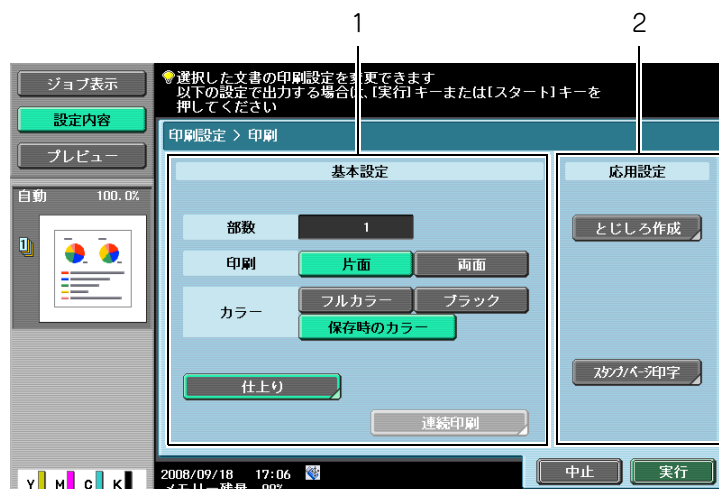 1 2
ジョブ表示
設定内容
プレビュー
選択した文書の印刷設定を変更できます
以下の設定で出力する場合は、[実行]キーまたは[スタート]キーを
押してください
印刷設定 > 印刷
自動 100.0%
基本設定
部数 1
印刷 片面 両面
カラー フルカラー ブラック
保存時のカラー
仕上り
連続印刷
応用設定
とじしろ作成
スタンプ/ページ印字
Y M C K
2008/09/18 17:06
メモリー残量 99%
中止 実行